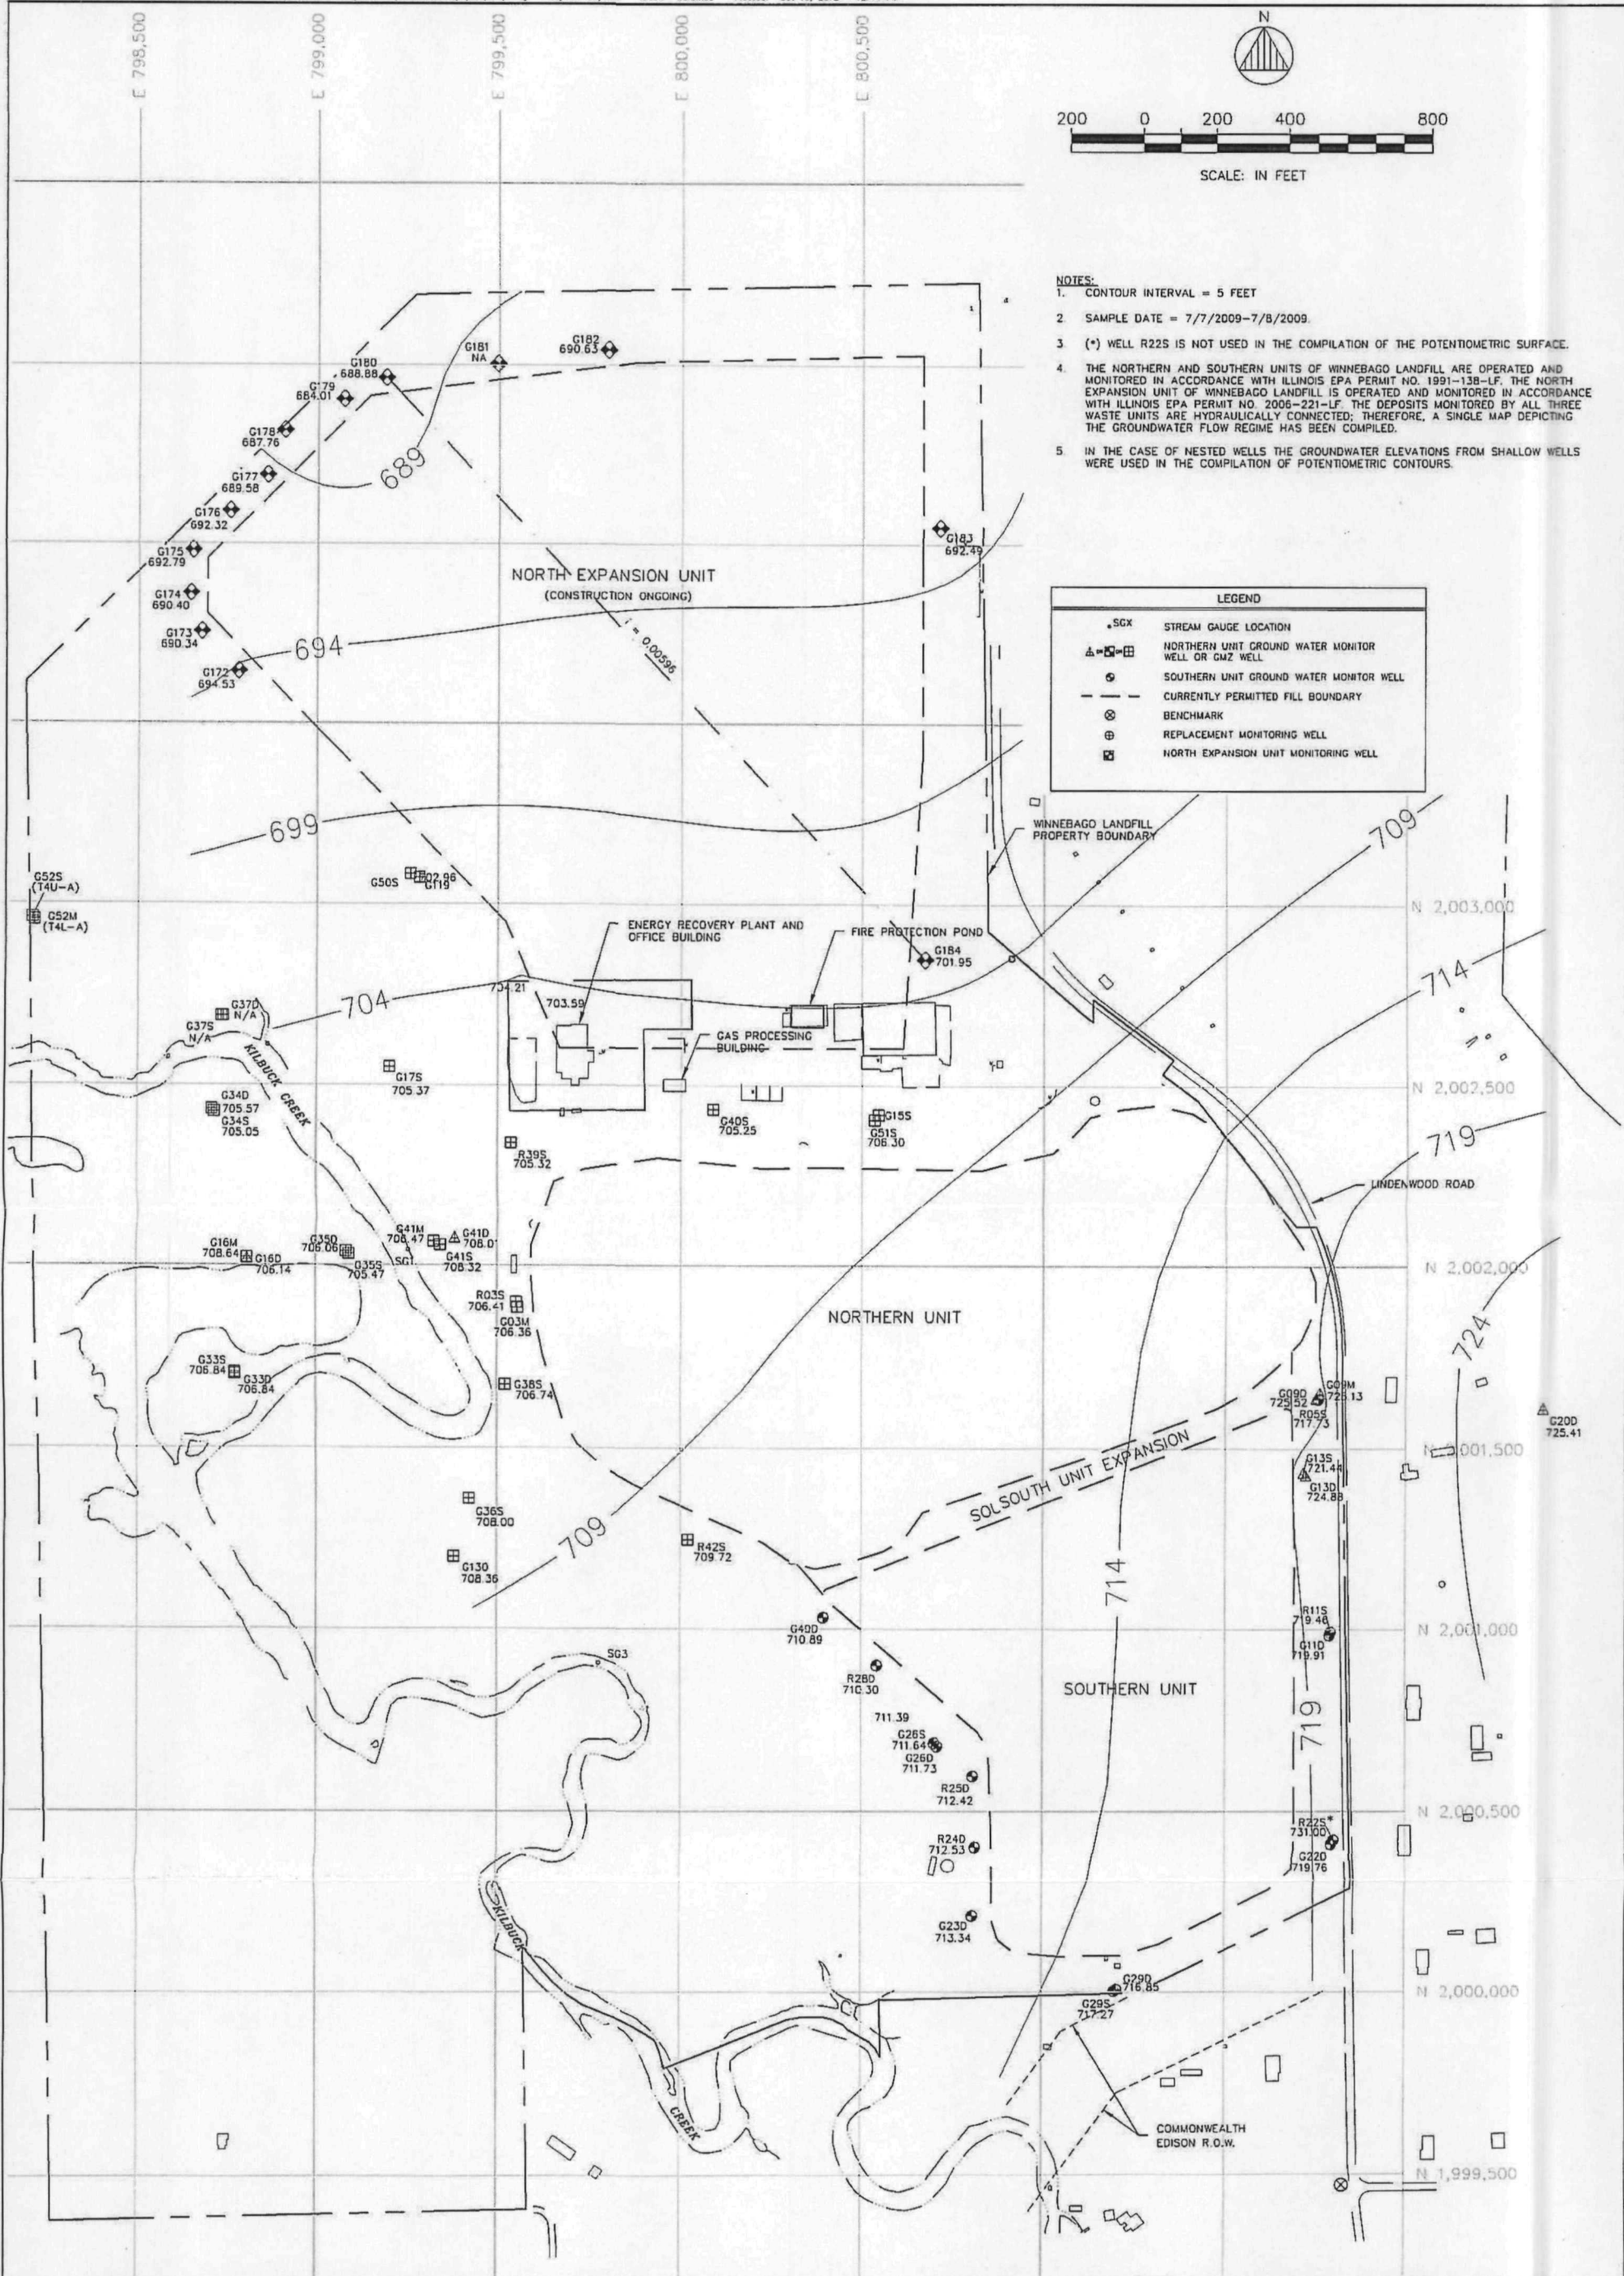 E 798,500
E 799,000
E 799,500
E 800,000
E 800,500
N
200 0 200 400 800
SCALE: IN FEET
NOTES:
1. CONTOUR INTERVAL = 5 FEET
2 SAMPLE DATE = 7/7/2009-7/8/2009.
3 (*) WELL R22S IS NOT USED IN THE COMPILATION OF THE POTENTIOMETRIC SURFACE.
4. THE NORTHERN AND SOUTHERN UNITS OF WINNEBAGO LANDFILL ARE OPERATED AND
MONITORED IN ACCORDANCE WITH ILLINOIS EPA PERMIT NO. 1991-138-LF. THE NORTH
EXPANSION UNIT OF WINNEBAGO LANDFILL IS OPERATED AND MONITORED IN ACCORDANCE
WITH ILLINOIS EPA PERMIT NO. 2006-221-LF. THE DEPOSITS MONITORED BY ALL THREE
WASTE UNITS ARE HYDRAULICALLY CONNECTED; THEREFORE, A SINGLE MAP DEPICTING
THE GROUNDWATER FLOW REGIME HAS BEEN COMPILED.
5. IN THE CASE OF NESTED WELLS THE GROUNDWATER ELEVATIONS FROM SHALLOW WELLS
WERE USED IN THE COMPILATION OF POTENTIOMETRIC CONTOURS.
LEGEND
SGX STREAM GAUGE LOCATION
NORTHERN UNIT GROUND WATER MONITOR
WELL OR GMZ WELL
SOUTHERN UNIT GROUND WATER MONITOR WELL
CURRENTLY PERMITTED FILL BOUNDARY
BENCHMARK
REPLACEMENT MONITORING WELL
NORTH EXPANSION UNIT MONITORING WELL
G182
690.63
G181
NA
G180
688.88
G179
684.01
G178
687.76
G177
689.58
G176
692.32
G175
692.79
G174
690.40
G173
690.34
G172
694.53
689
G183
692.49
NORTH EXPANSION UNIT
(CONSTRUCTION ONGOING)
694
i = 0.00596
699
WINNEBAGO LANDFILL
PROPERTY BOUNDARY
709
G52S
(T4U-A)
G52M
(T4L-A)
G50S
G119
N 2,003,000
ENERGY RECOVERY PLANT AND
OFFICE BUILDING
FIRE PROTECTION POND
G184
701.95
714
704
704.21
703.59
G37D
N/A
G37S
N/A
GAS PROCESSING
BUILDING
KILBUCK CREEK
G17S
705.37
N 2,002,500
G34D
705.57
G34S
705.05
G40S
705.25
G15S
G51S
706.30
R39S
705.32
719
LINDENWOOD ROAD
G41M
706.47
G41D
708.01
G41S
708.32
G16M
708.64
G16D
706.14
G35D
706.06
G35S
705.47
SG1
N 2,002,000
R03S
706.41
G03M
706.36
NORTHERN UNIT
724
G33S
706.84
G33D
706.84
G38S
706.74
G09D
725.52
G09M
R05S
717.73
G20D
725.41
SOUTH UNIT EXPANSION
N 2,001,500
G13S
721.44
G13D
724.88
G36S
708.00
709
R42S
709.72
G130
708.36
714
G49D
710.89
R11S
719.46
G11D
719.91
N 2,001,000
SG3
R28D
710.30
SOUTHERN UNIT
711.39
G26S
711.64
G26D
711.73
719
R25D
712.42
N 2,000,500
R22S*
731.00
G22D
719.76
R24D
712.53
KILBUCK
G23D
713.34
G29D
716.85
G29S
717.27
N 2,000,000
CREEK
COMMONWEALTH
EDISON R.O.W.
N 1,999,500